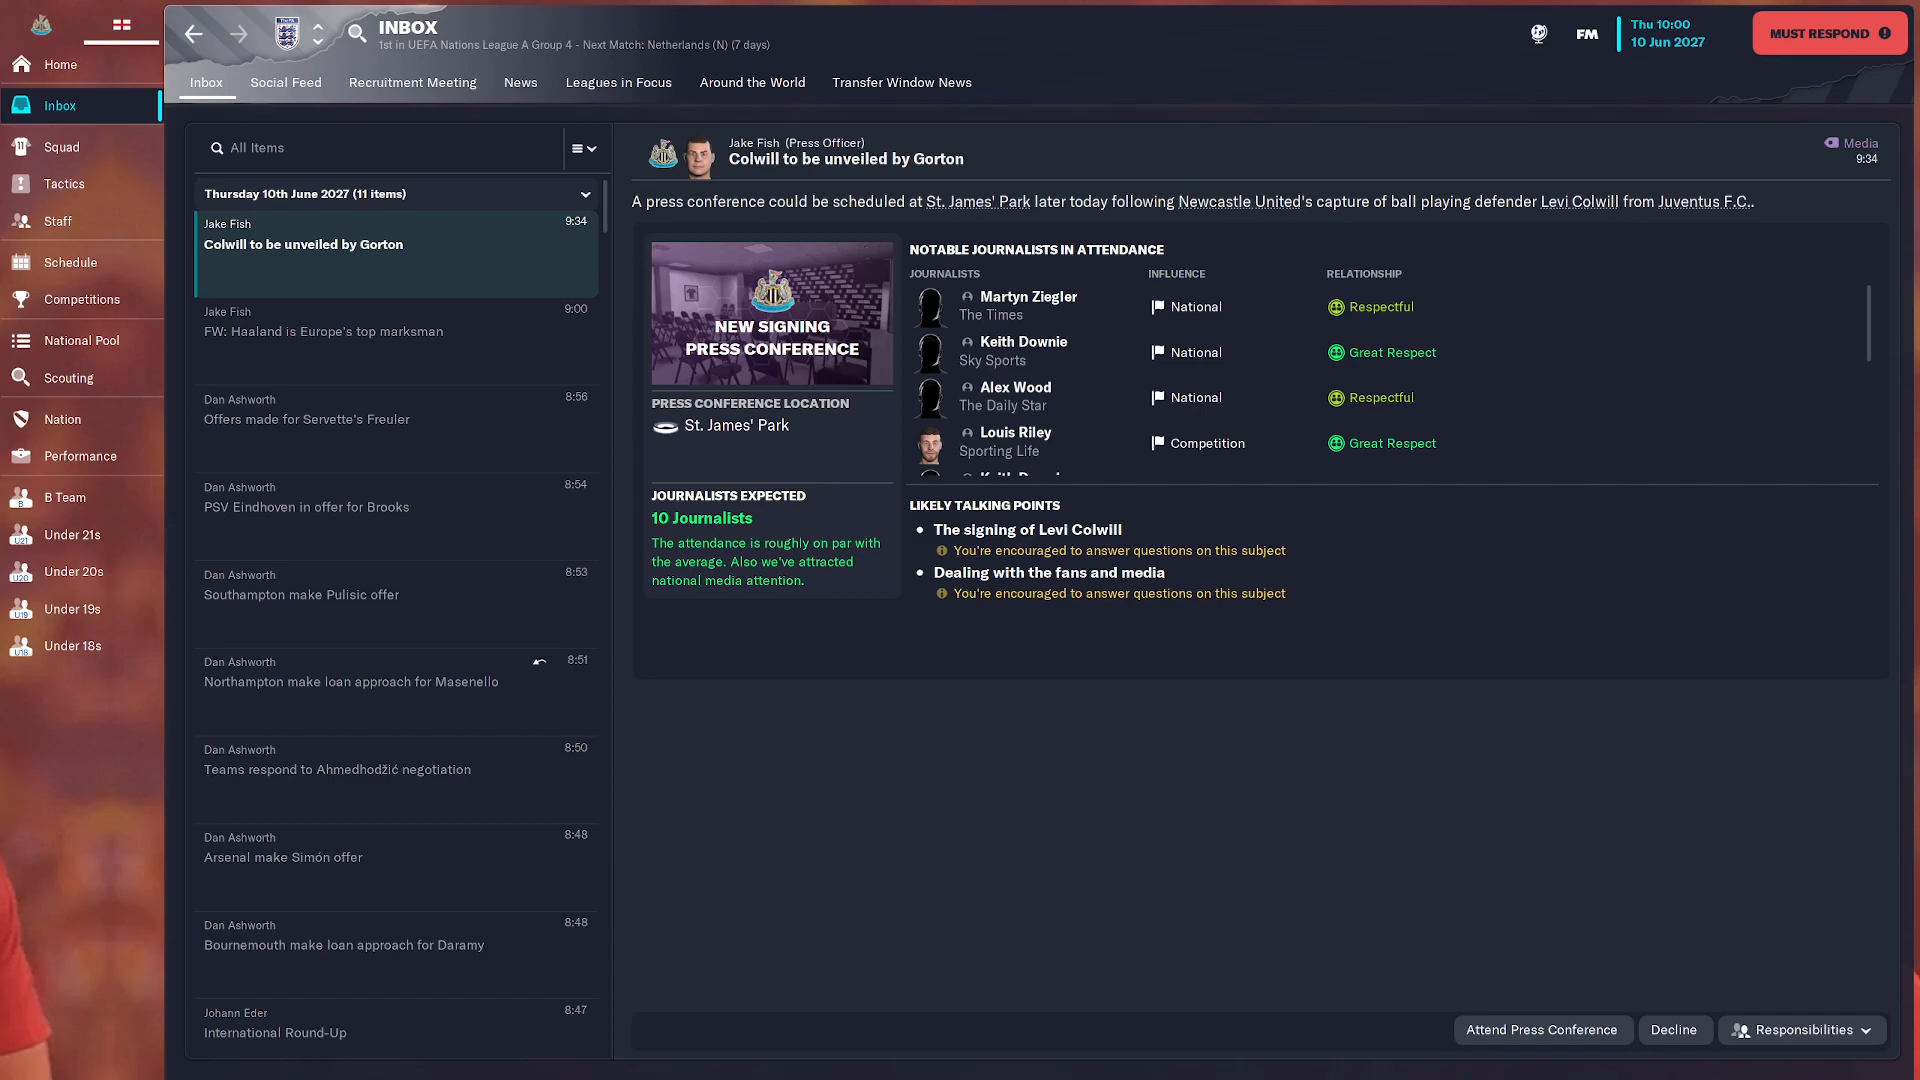 INBOX
1st in UEFA Nations League A Group 4 - Next Match: Netherlands (N) (7 days)
FM
Thu 10:00
10 Jun 2027
MUST RESPOND
Home
Inbox
Squad
Tactics
Staff
Schedule
Competitions
National Pool
Scouting
Nation
Performance
B
B Team
U21
Under 21s
U20
Under 20s
U19
Under 19s
U18
Under 18s
Inbox
Social Feed
Recruitment Meeting
News
Leagues in Focus
Around the World
Transfer Window News
All Items
Thursday 10th June 2027 (11 items)
Jake Fish 9:34
Colwill to be unveiled by Gorton
Jake Fish 9:00
FW: Haaland is Europe's top marksman
Dan Ashworth 8:56
Offers made for Servette's Freuler
Dan Ashworth 8:54
PSV Eindhoven in offer for Brooks
Dan Ashworth 8:53
Southampton make Pulisic offer
Dan Ashworth 8:51
Northampton make loan approach for Masenello
Dan Ashworth 8:50
Teams respond to Ahmedhodžić negotiation
Dan Ashworth 8:48
Arsenal make Simón offer
Dan Ashworth 8:48
Bournemouth make loan approach for Daramy
Johann Eder 8:47
International Round-Up
Jake Fish (Press Officer)
Colwill to be unveiled by Gorton
Media
9:34
A press conference could be scheduled at St. James' Park later today following Newcastle United's capture of ball playing defender Levi Colwill from Juventus F.C..
NEW SIGNING
PRESS CONFERENCE
PRESS CONFERENCE LOCATION
St. James' Park
JOURNALISTS EXPECTED
10 Journalists
The attendance is roughly on par with
the average. Also we've attracted
national media attention.
NOTABLE JOURNALISTS IN ATTENDANCE
JOURNALISTS INFLUENCE RELATIONSHIP
Martyn Ziegler
The Times
National
Respectful
Keith Downie
Sky Sports
National
Great Respect
Alex Wood
The Daily Star
National
Respectful
Louis Riley
Sporting Life
Competition
Great Respect
LIKELY TALKING POINTS
The signing of Levi Colwill
You're encouraged to answer questions on this subject
Dealing with the fans and media
You're encouraged to answer questions on this subject
Attend Press Conference
Decline
Responsibilities